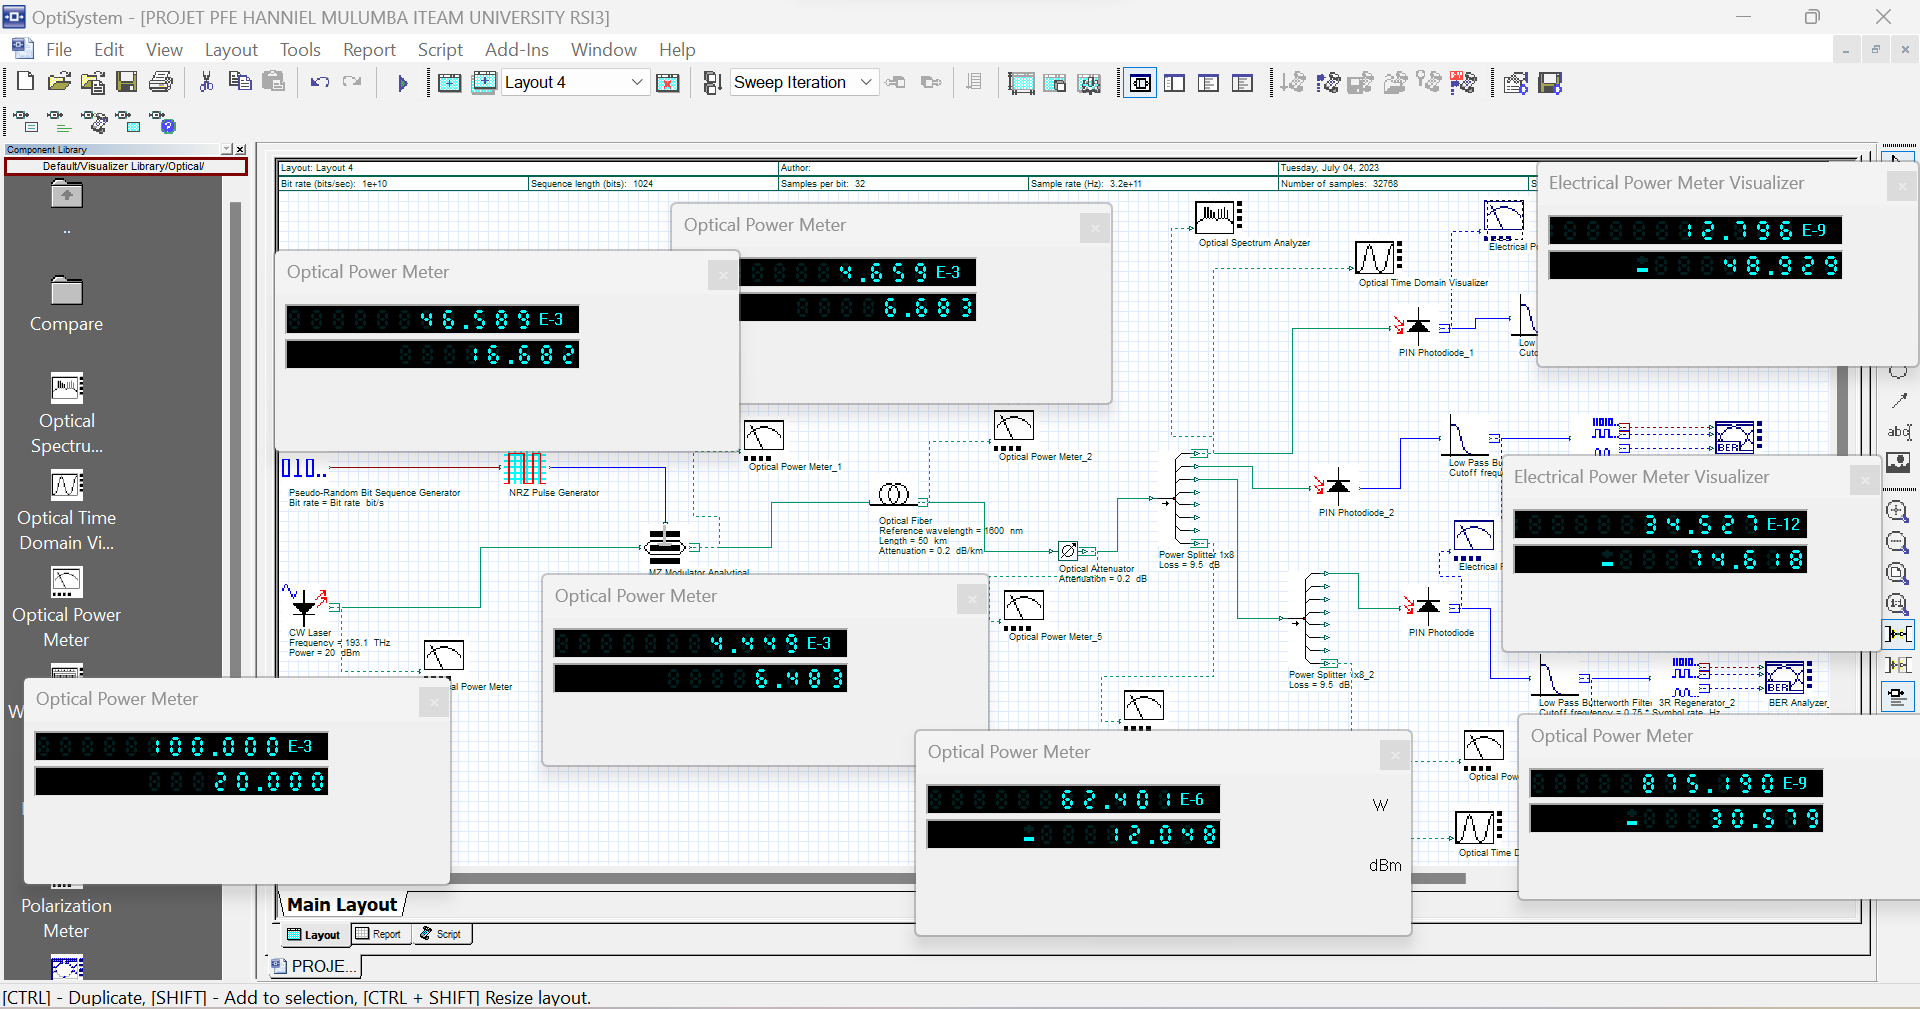 OptiSystem - [PROJET PFE HANNIEL MULUMBA ITEAM UNIVERSITY RSI3]
File Edit View Layout Tools Report Script Add-Ins Window Help
Layout 4
Sweep Iteration
Component Library
Default/Visualizer Library/Optical/
..
Compare
Optical
Spectru...
Optical Time
Domain Vi...
Optical Power
Meter
W
Polarization
Meter
Layout: Layout 4
Author:
Tuesday, July 04, 2023
Bit rate (bits/sec): 1e+10
Sequence length (bits): 1024
Samples per bit: 32
Sample rate (Hz): 3.2e+11
Number of samples: 32768
S
Electrical Power Meter Visualizer
12.796 E-9
-48.929
Optical Power Meter
4.659 E-3
6.683
Optical Power Meter
46.589 E-3
16.682
Optical Spectrum Analyzer
Electrical P
Optical Time Domain Visualizer
PIN Photodiode_1
Low
Cuto
Optical Power Meter_1
Optical Power Meter_2
010..
Pseudo-Random Bit Sequence Generator
Bit rate = Bit rate bit/s
NRZ Pulse Generator
Optical Fiber
Reference wavelength = 1600 nm
Length = 50 km
Attenuation = 0.2 dB/km
MZ Modulator Analytical
Optical Attenuator
Attenuation = 0.2 dB
Power Splitter 1x8
Loss = 9.5 dB
PIN Photodiode_2
Low Pass Bu
Cutoff frequ
BER
abc
Electrical Power Meter Visualizer
34.527 E-12
-74.618
Electrical F
CW Laser
Frequency = 193.1 THz
Power = 20 dBm
al Power Meter
Optical Power Meter
4.449 E-3
6.483
Optical Power Meter_5
PIN Photodiode
Power Splitter 1x8_2
Loss = 9.5 dB
Low Pass Butterworth Filte
Cutoff frequency = 0.75 * Symbol rate Hz
3R Regenerator_2
BER
BER Analyzer_
Optical Power Meter
100.000 E-3
20.000
Optical Power Meter
62.401 E-6
W
-12.048
dBm
Optical Pow
Optical Time D
Optical Power Meter
875.190 E-9
-30.579
Main Layout
Layout
Report
Script
PROJE...
[CTRL] - Duplicate, [SHIFT] - Add to selection, [CTRL + SHIFT] Resize layout.